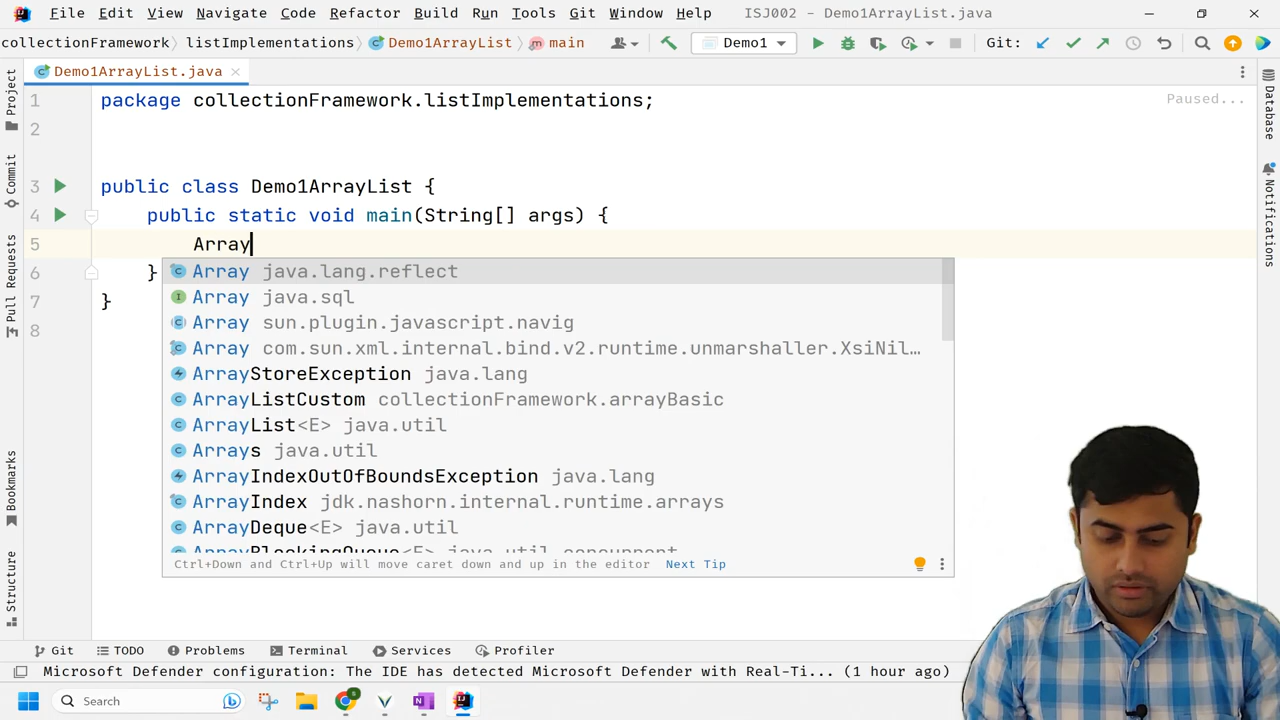 File Edit View Navigate Code Refactor Build Run Tools Git Window Help ISJ002 - Demo1ArrayList.java
collectionFramework listImplementations Demo1ArrayList main Demo1 Git:
Demo1ArrayList.java
Project
Commit
Pull Requests
Bookmarks
Structure
1 package collectionFramework.listImplementations;
Paused...
2
3 public class Demo1ArrayList {
4 public static void main(String[] args) {
5 Array
6 }
7 }
8
Array java.lang.reflect
Array java.sql
Array sun.plugin.javascript.navig
Array com.sun.xml.internal.bind.v2.runtime.unmarshaller.XsiNil…
ArrayStoreException java.lang
ArrayListCustom collectionFramework.arrayBasic
ArrayList<E> java.util
Arrays java.util
ArrayIndexOutOfBoundsException java.lang
ArrayIndex jdk.nashorn.internal.runtime.arrays
ArrayDeque<E> java.util
ArrayBlockingQueue<E> java.util.concurrent
Ctrl+Down and Ctrl+Up will move caret down and up in the editor Next Tip
Database
Notifications
Git TODO Problems Terminal Services Profiler
Microsoft Defender configuration: The IDE has detected Microsoft Defender with Real-Ti... (1 hour ago)
Search